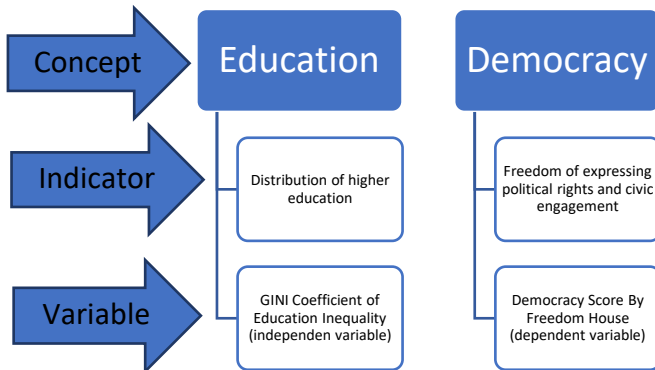 Concept
Education
Democracy
Indicator
Distribution of higher
education
Freedom of expressing
political rights and civic
engagement
Variable
GINI Coefficient of
Education Inequality
(independen variable)
Democracy Score By
Freedom House
(dependent variable)